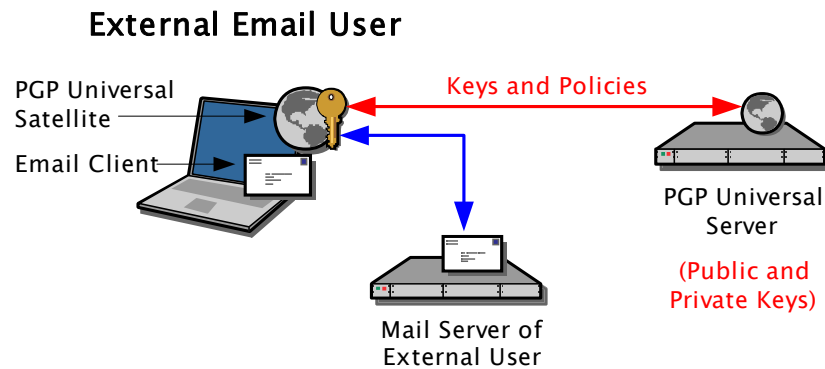 External Email User
PGP Universal
Satellite
Email Client
Keys and Policies
PGP Universal
Server
(Public and
Private Keys)
Mail Server of
External User